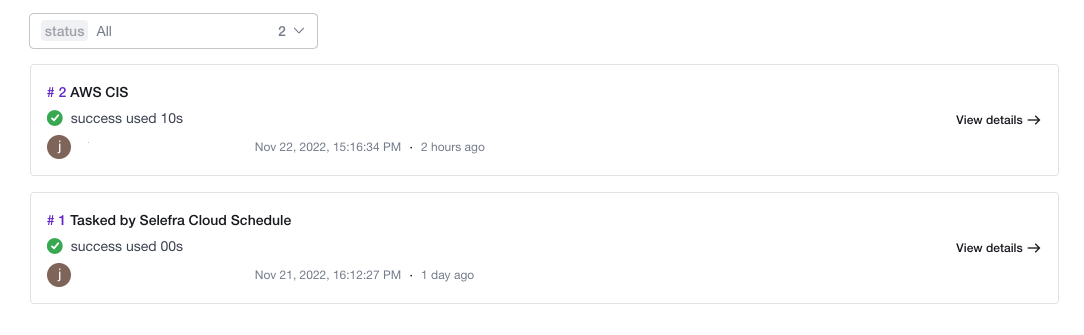 status All 2
# 2 AWS CIS
success used 10s
View details →
j
Nov 22, 2022, 15:16:34 PM · 2 hours ago
# 1 Tasked by Selefra Cloud Schedule
success used 00s
View details →
j
Nov 21, 2022, 16:12:27 PM · 1 day ago